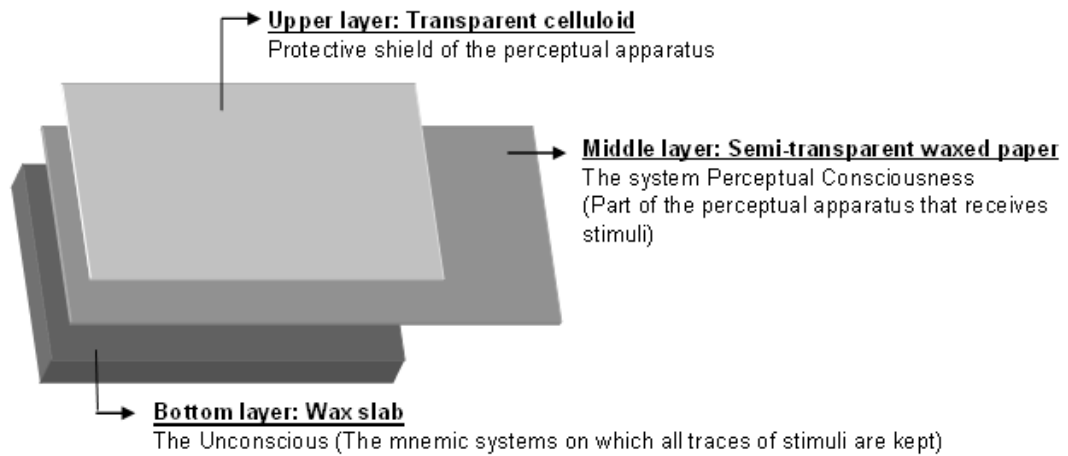 Upper layer: Transparent celluloid
Protective shield of the perceptual apparatus
Middle layer: Semi-transparent waxed paper
The system Perceptual Consciousness
(Part of the perceptual apparatus that receives
stimuli)
Bottom layer: Wax slab
The Unconscious (The mnemic systems on which all traces of stimuli are kept)